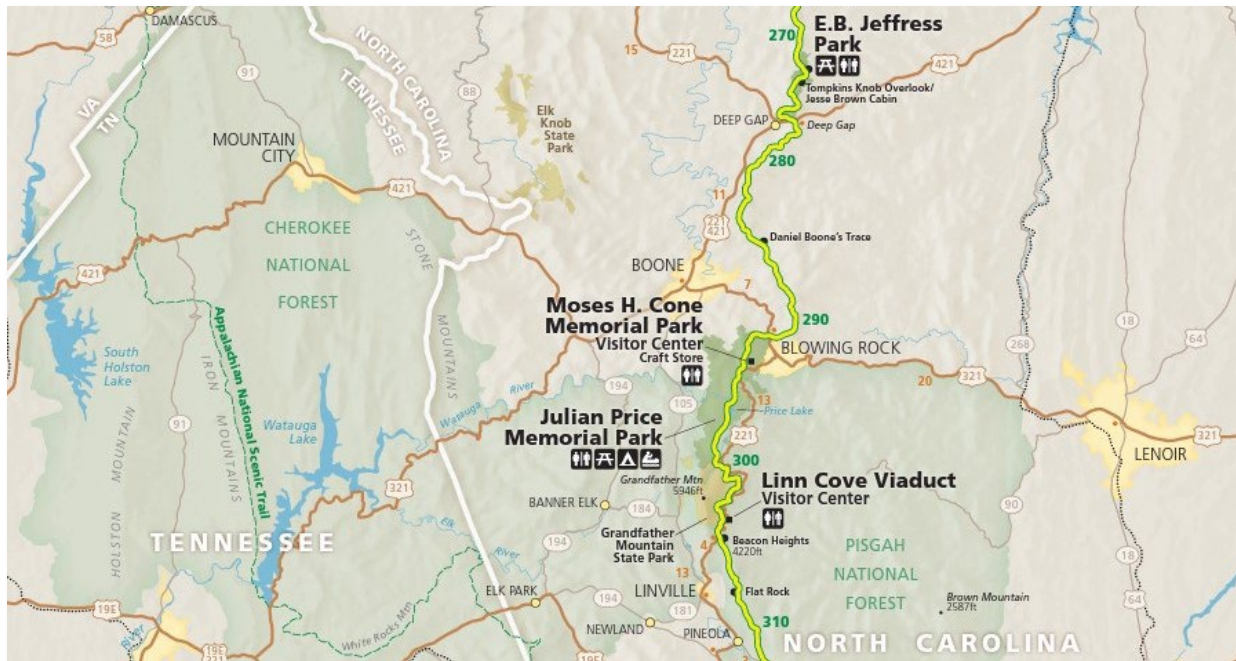 DAMASCUS
58
91
VA
TN
NORTH CAROLINA
TENNESSEE
88
15
221
270
E.B. Jeffress
Park
421
Tompkins Knob Overlook/
Jesse Brown Cabin
DEEP GAP
Deep Gap
280
Elk
Knob
State
Park
MOUNTAIN
CITY
421
CHEROKEE
NATIONAL
FOREST
STONE
MOUNTAINS
421
11
221
421
Daniel Boone's Trace
BOONE
7
290
Moses H. Cone
Memorial Park
Visitor Center
Craft Store
BLOWING ROCK
20
321
268
18
64
321
LENOIR
South
Holston
Lake
Appalachian National Scenic Trail
IRON
MOUNTAINS
HOLSTON
MOUNTAIN
91
Watauga
Lake
Watauga
River
321
194
105
13
Price Lake
221
Julian Price
Memorial Park
300
Grandfather Mtn
5946ft
Linn Cove Viaduct
Visitor Center
BANNER ELK
184
194
Grandfather
Mountain
State Park
4
Beacon Heights
4220ft
90
18
64
TENNESSEE
Elk
River
13
PISGAH
NATIONAL
FOREST
Brown Mountain
2587ft
Flat Rock
LINVILLE
ELK PARK
19E
White Rocks Mtn
194
181
NEWLAND
PINEOLA
310
NORTH CAROLINA
River
19E
321
19E